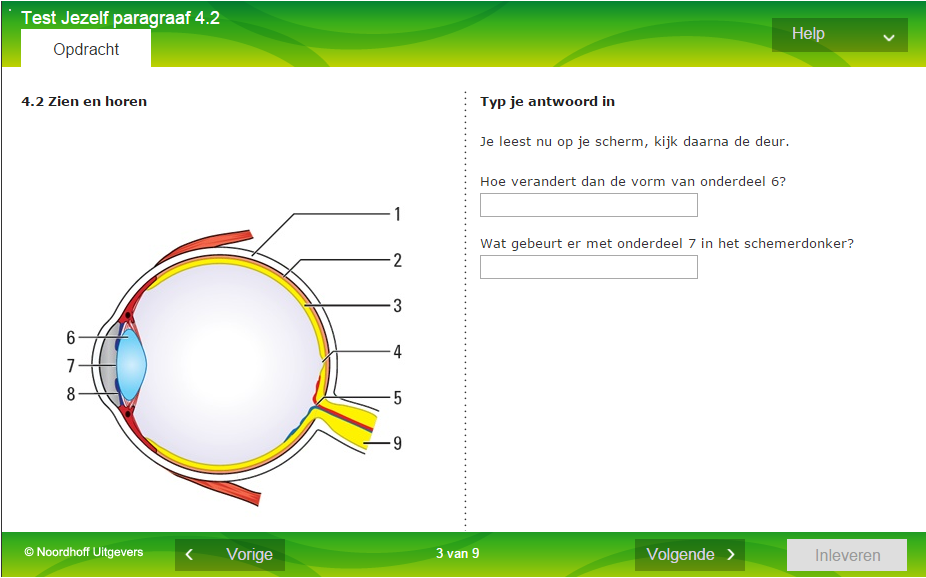 Test Jezelf paragraaf 4.2
Opdracht
Help
4.2 Zien en horen
1
2
3
4
5
6
7
8
9
Typ je antwoord in
Je leest nu op je scherm, kijk daarna de deur.
Hoe verandert dan de vorm van onderdeel 6?
Wat gebeurt er met onderdeel 7 in het schemerdonker?
© Noordhoff Uitgevers
Vorige
3 van 9
Volgende
Inleveren